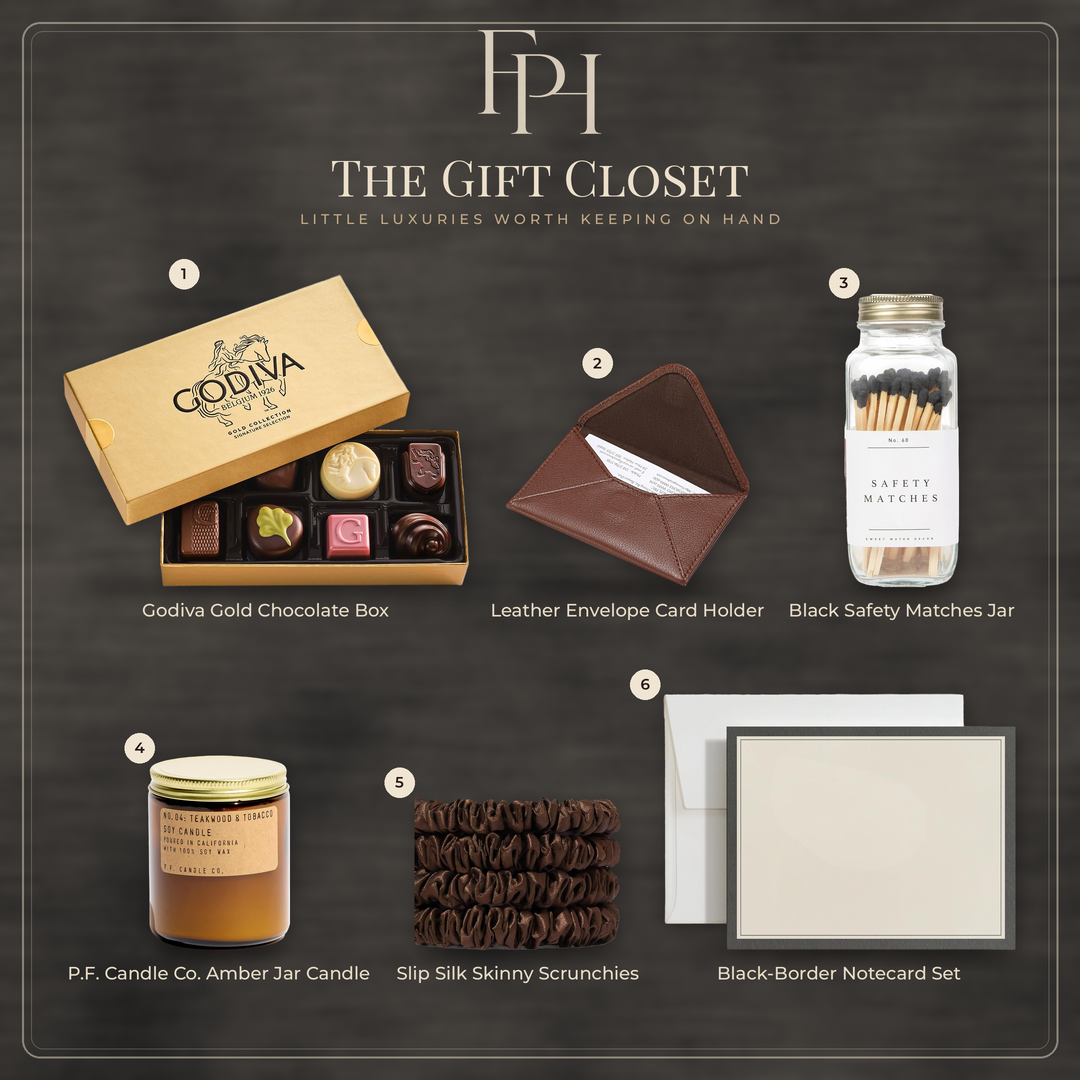 FPH
THE GIFT CLOSET
LITTLE LUXURIES WORTH KEEPING ON HAND
1
GODIVA
BELGIUM 1926
GOLD COLLECTION
SIGNATURE SELECTION
G
Godiva Gold Chocolate Box
2
Leather Envelope Card Holder
3
No. 68
SAFETY
MATCHES
SWEET WATER DECOR
Black Safety Matches Jar
4
NO. 04: TEAKWOOD & TOBACCO
SOY CANDLE
POURED IN CALIFORNIA
WITH 100% SOY WAX
P.F. CANDLE CO.
P.F. Candle Co. Amber Jar Candle
5
Slip Silk Skinny Scrunchies
6
Black-Border Notecard Set